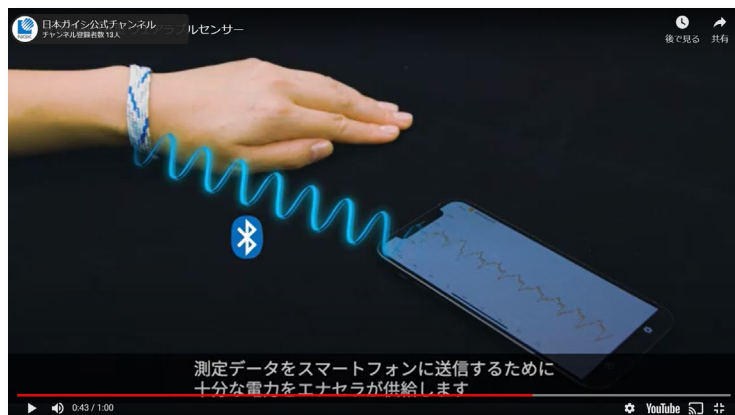 日本ガイシ公式チャンネル
チャンネル登録者数 13人
ルセンサー
後で見る
共有
測定データをスマートフォンに送信するために
十分な電力をエナセラが供給します
0:43 / 1:00
YouTube